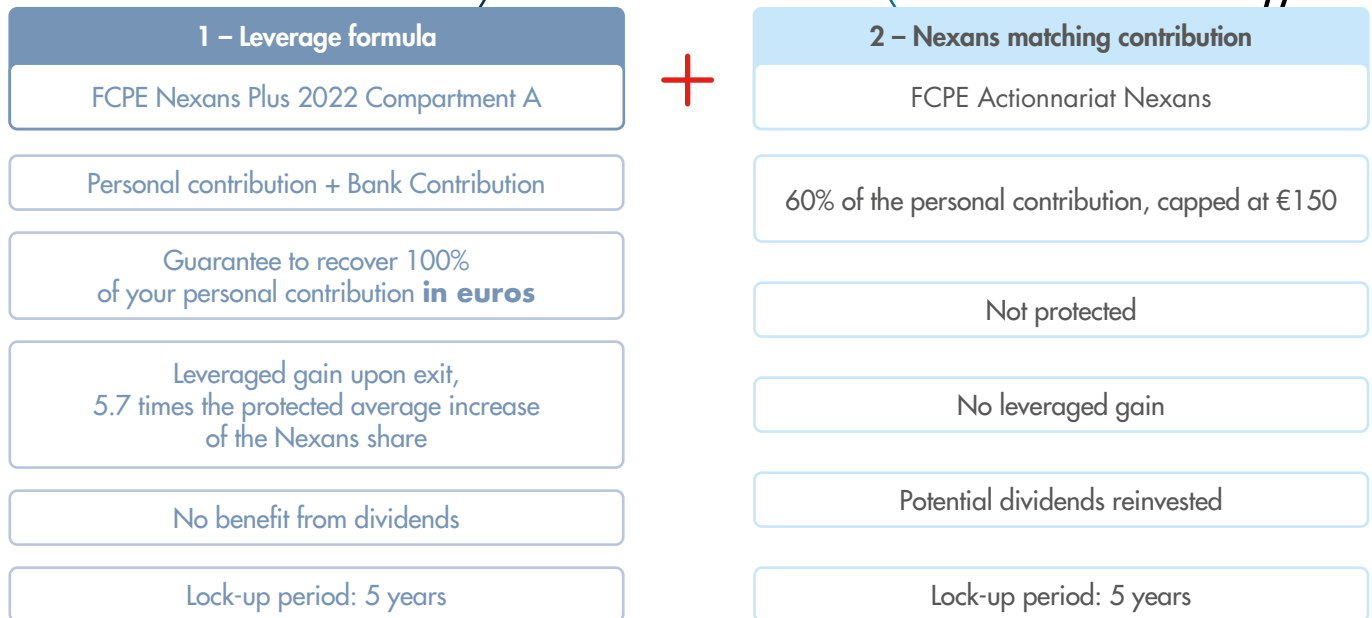 1 – Leverage formula
FCPE Nexans Plus 2022 Compartment A
Personal contribution + Bank Contribution
Guarantee to recover 100%
of your personal contribution in euros
Leveraged gain upon exit,
5.7 times the protected average increase
of the Nexans share
No benefit from dividends
Lock-up period: 5 years
+
2 – Nexans matching contribution
FCPE Actionnariat Nexans
60% of the personal contribution, capped at €150
Not protected
No leveraged gain
Potential dividends reinvested
Lock-up period: 5 years